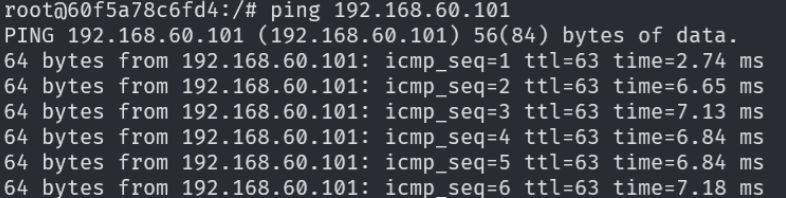 root@60f5a78c6fd4:/# ping 192.168.60.101
PING 192.168.60.101 (192.168.60.101) 56(84) bytes of data.
64 bytes from 192.168.60.101: icmp_seq=1 ttl=63 time=2.74 ms
64 bytes from 192.168.60.101: icmp_seq=2 ttl=63 time=6.65 ms
64 bytes from 192.168.60.101: icmp_seq=3 ttl=63 time=7.13 ms
64 bytes from 192.168.60.101: icmp_seq=4 ttl=63 time=6.84 ms
64 bytes from 192.168.60.101: icmp_seq=5 ttl=63 time=6.84 ms
64 bytes from 192.168.60.101: icmp_seq=6 ttl=63 time=7.18 ms